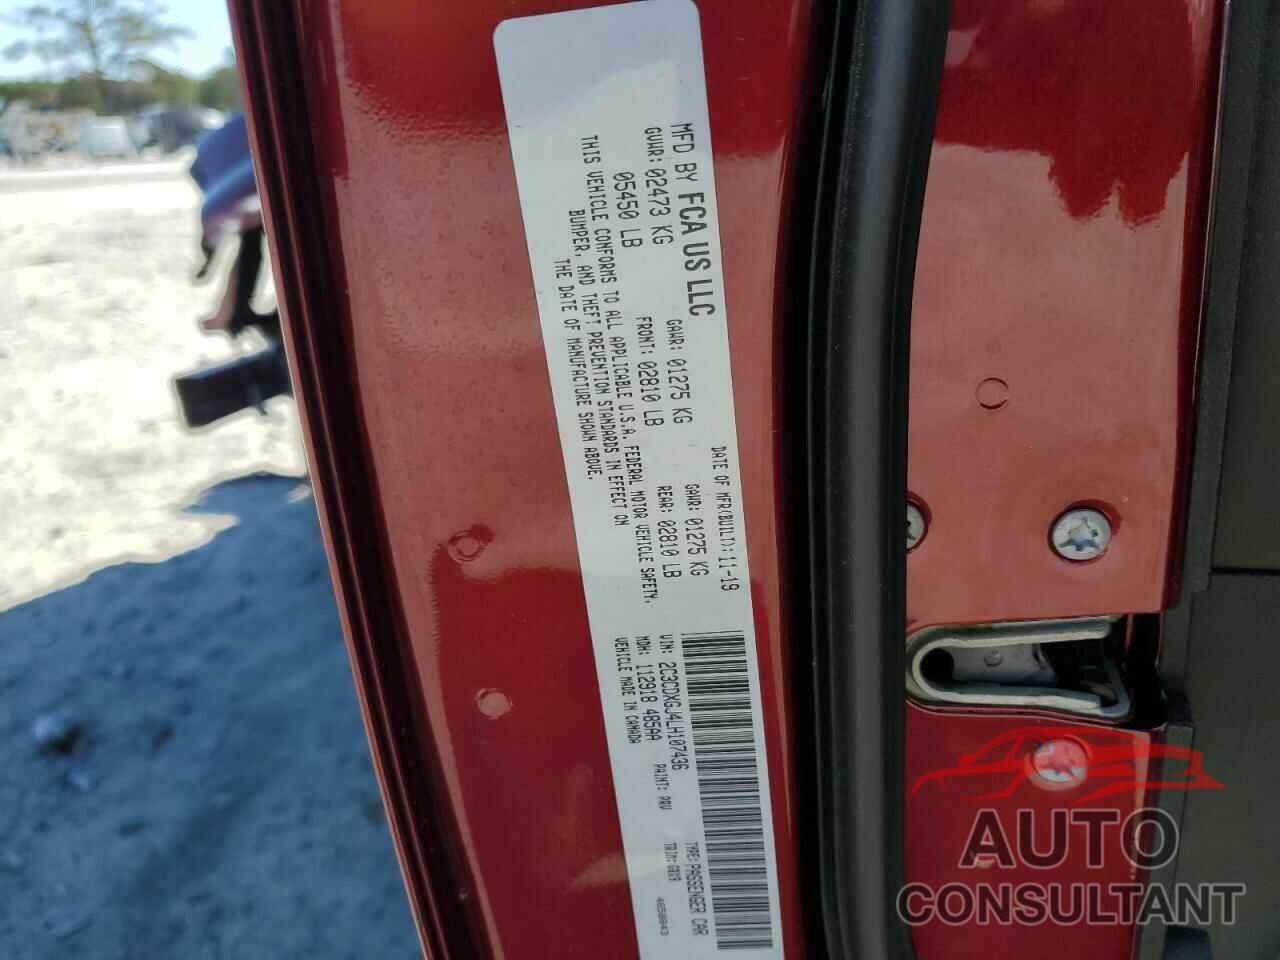 MFD BY FCA US LLC
DATE OF MFR(BUILT): 11-19
GVWR: 02473 KG
GAWR: 01275 KG
GAWR: 01275 KG
05450 LB
FRONT: 02810 LB
REAR: 02810 LB
THIS VEHICLE CONFORMS TO ALL APPLICABLE U.S.A. FEDERAL MOTOR VEHICLE SAFETY,
BUMPER, AND THEFT PREVENTION STANDARDS IN EFFECT ON
THE DATE OF MANUFACTURE SHOWN ABOVE.
VIN: 2C3CDXGJ4LH107436
TYPE: PASSENGER CAR
MDH: 112918 485AA
PAINT: PRV
TRIM: G8X9
VEHICLE MADE IN CANADA
AUTO
CONSULTANT